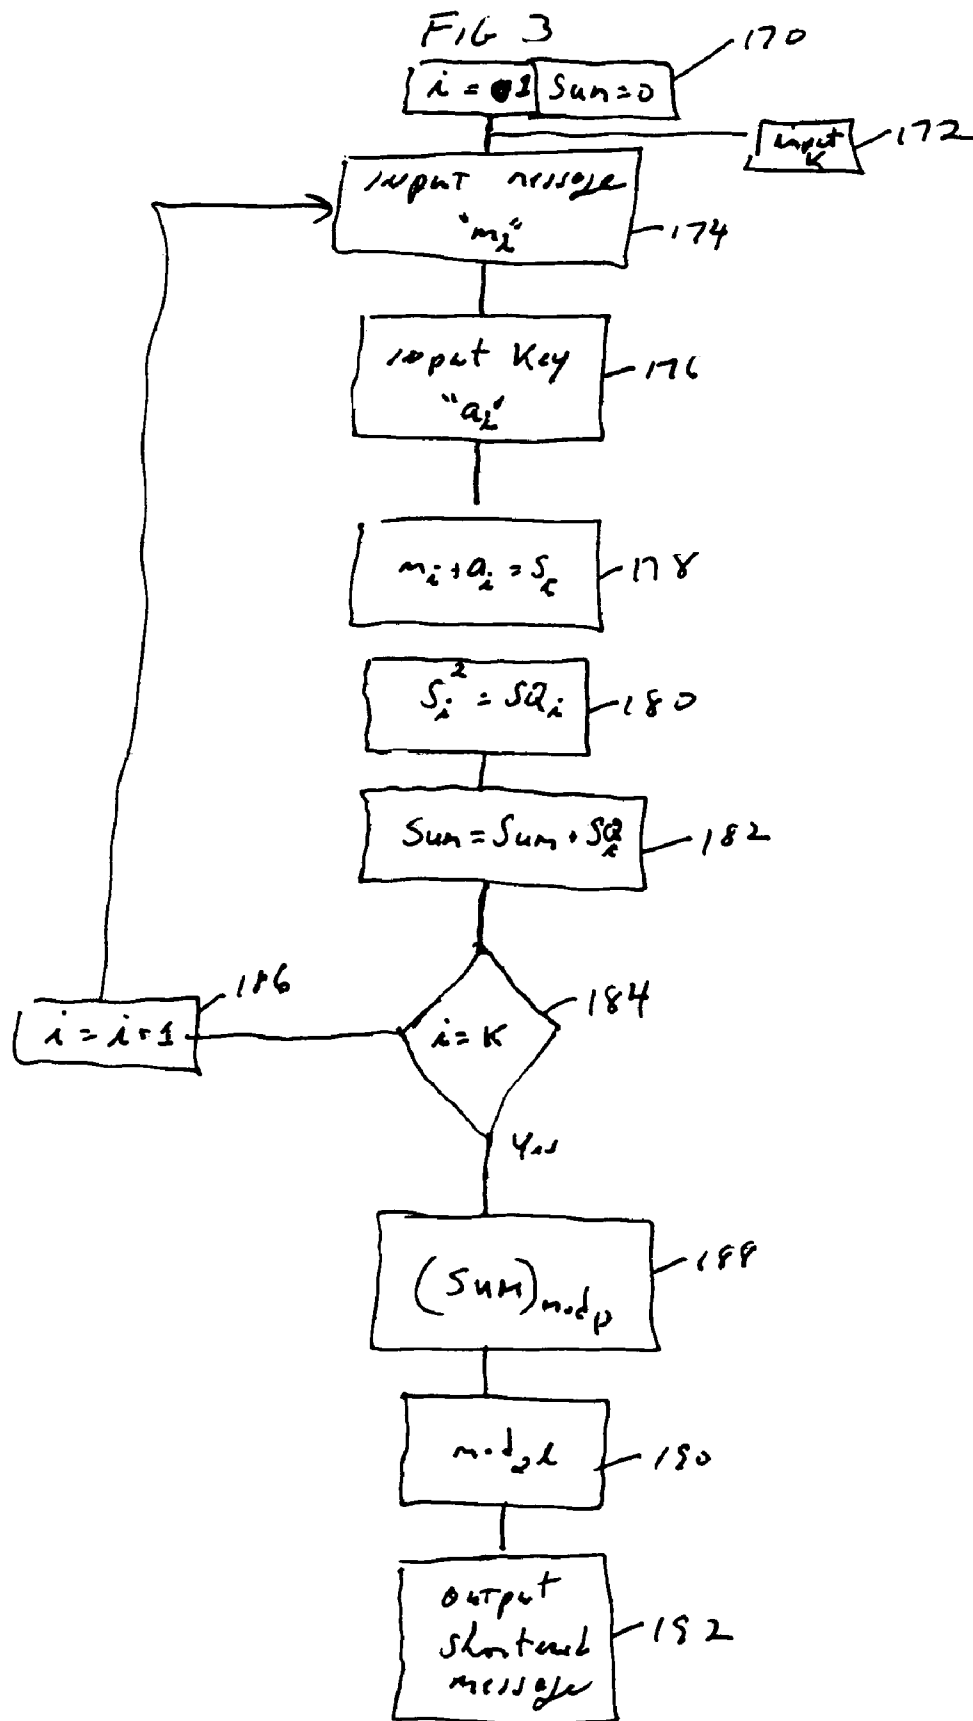 FIG 3
170
i = 1 Sum=0
input K
172
input message
"mi"
174
input Key
"ai"
176
mi + ai = Si
178
Si² = SQi
180
Sum = Sum + SQi
182
186
184
i = i+1
i = K
Yes
(SUM)mod p
188
mod 2^l
190
output
shortened
message
192